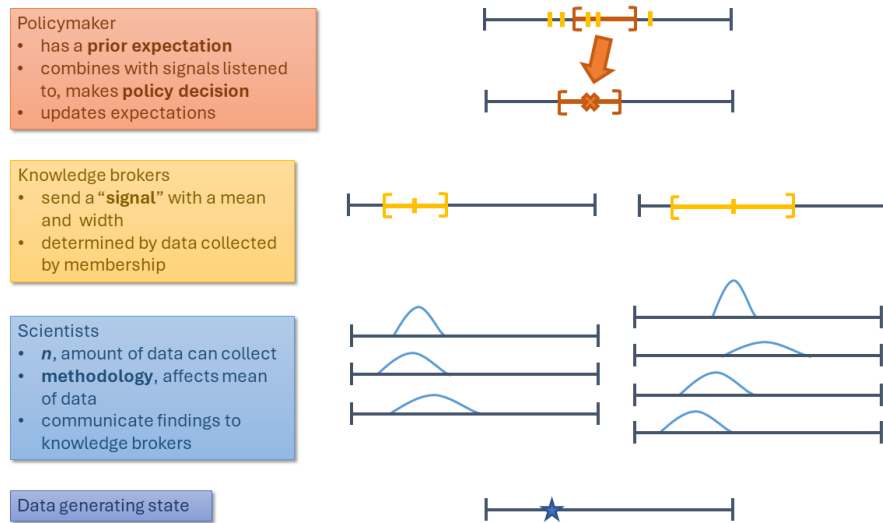 Policymaker
• has a prior expectation
• combines with signals listened
to, makes policy decision
• updates expectations
Knowledge brokers
• send a “signal” with a mean
and width
• determined by data collected
by membership
Scientists
• n, amount of data can collect
• methodology, affects mean
of data
• communicate findings to
knowledge brokers
Data generating state